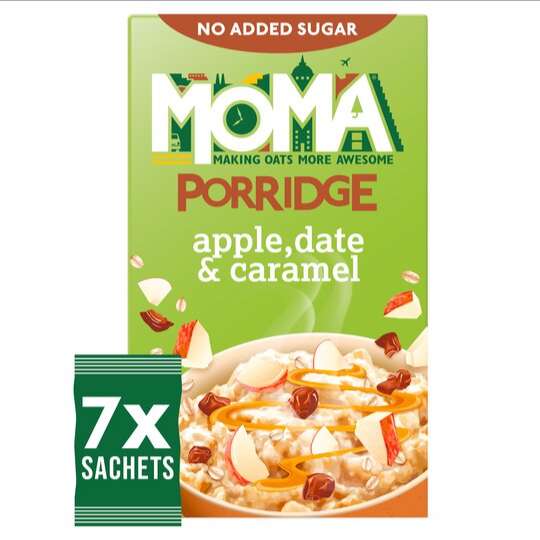 NO ADDED SUGAR
MOMA
MAKING OATS MORE AWESOME
PORRIDGE
apple, date
& caramel
7x
SACHETS